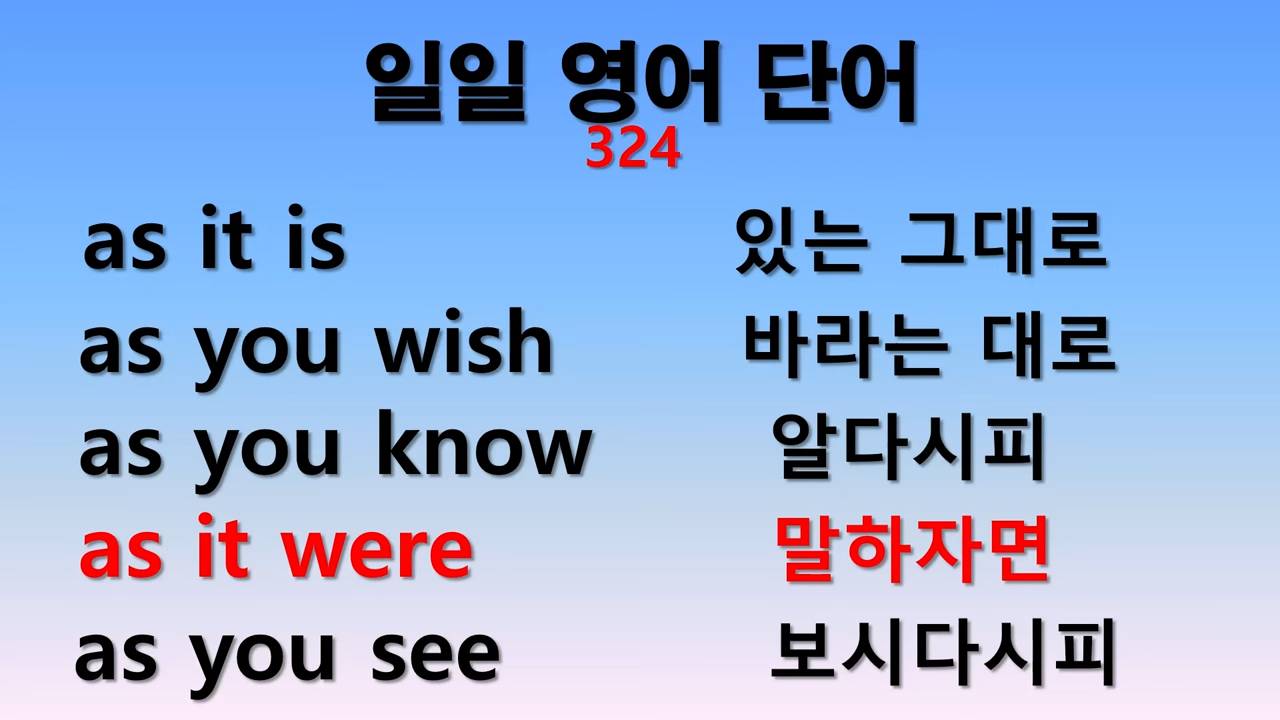 일일 영어 단어
324
as it is 있는 그대로
as you wish 바라는 대로
as you know 알다시피
as it were 말하자면
as you see 보시다시피